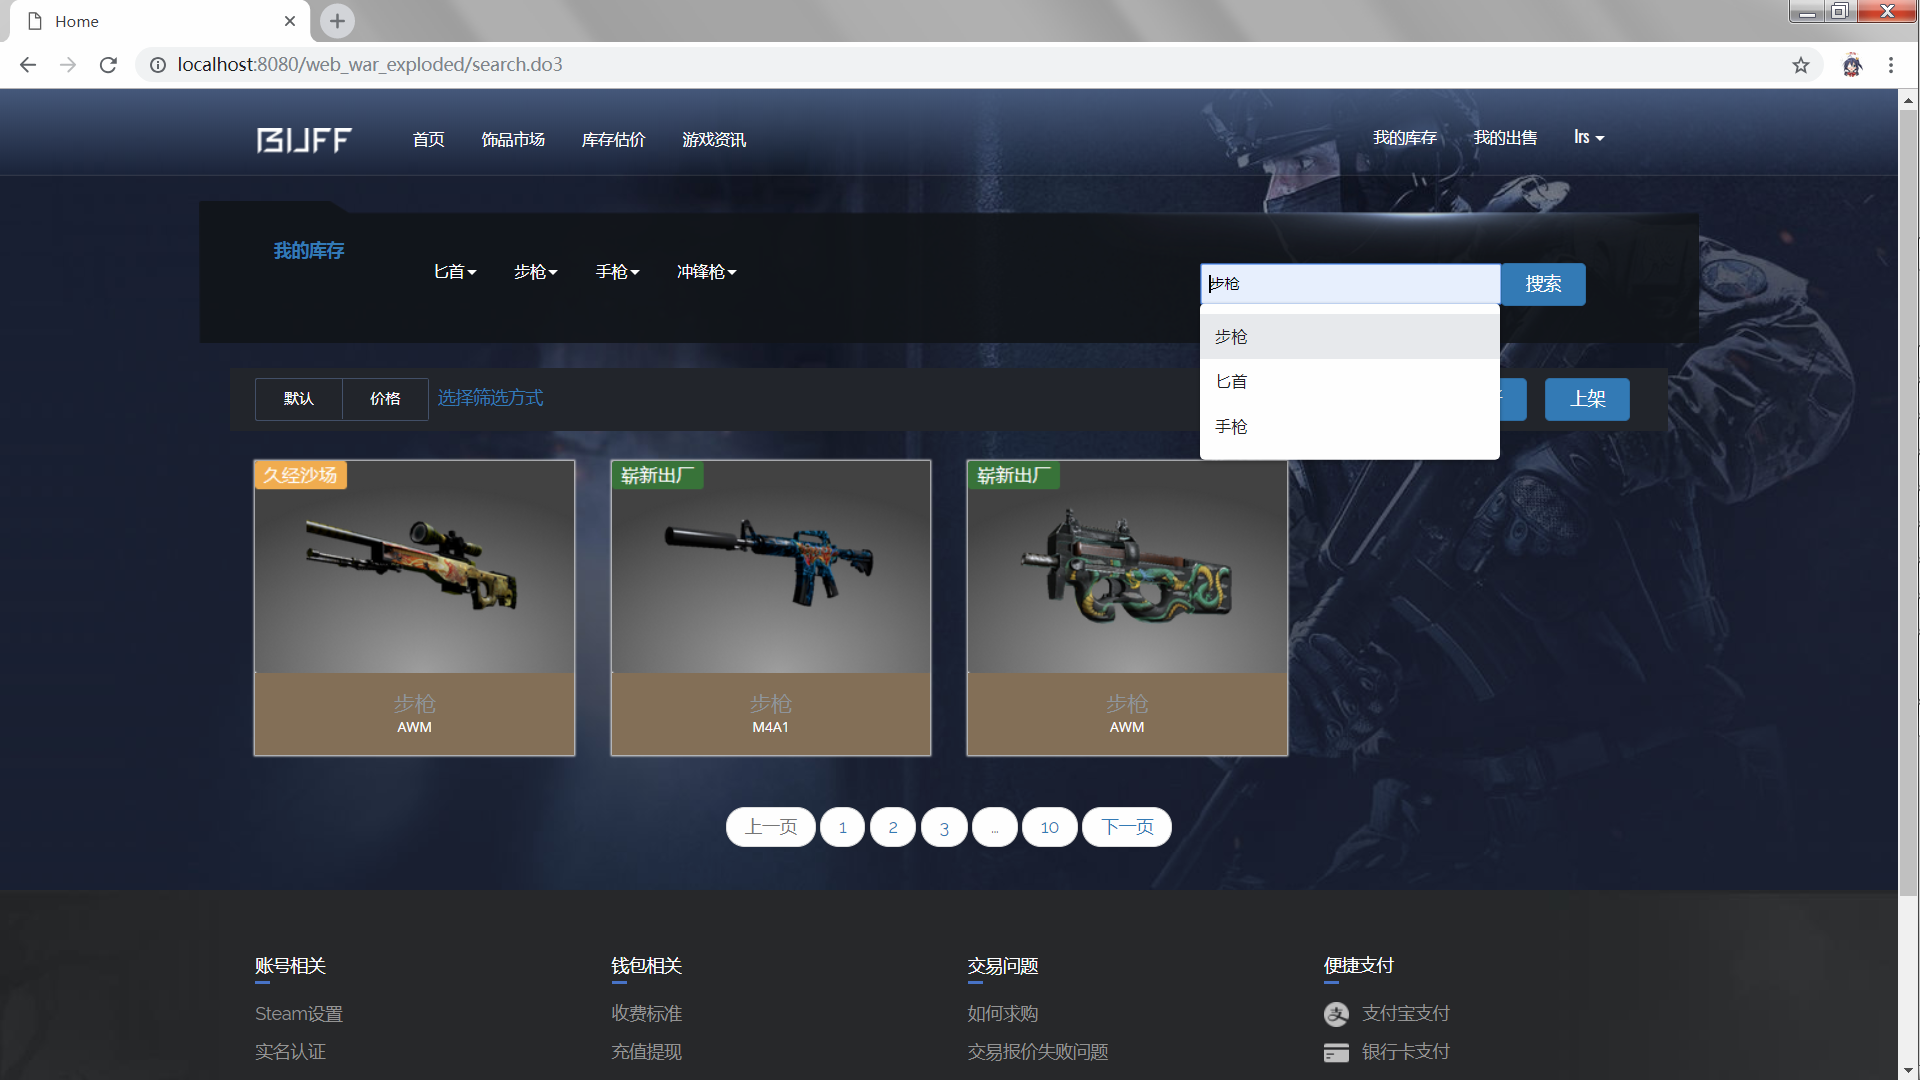 Home
localhost:8080/web_war_exploded/search.do3
BUFF
首页
饰品市场
库存估价
游戏资讯
我的库存
我的出售
lrs
我的库存
匕首
步枪
手枪
冲锋枪
步枪
搜索
步枪
匕首
手枪
默认
价格
选择筛选方式
上架
久经沙场
崭新出厂
崭新出厂
步枪
AWM
步枪
M4A1
步枪
AWM
上一页
1
2
3
...
10
下一页
账号相关
钱包相关
交易问题
便捷支付
Steam设置
收费标准
如何求购
支付宝支付
实名认证
充值提现
交易报价失败问题
银行卡支付